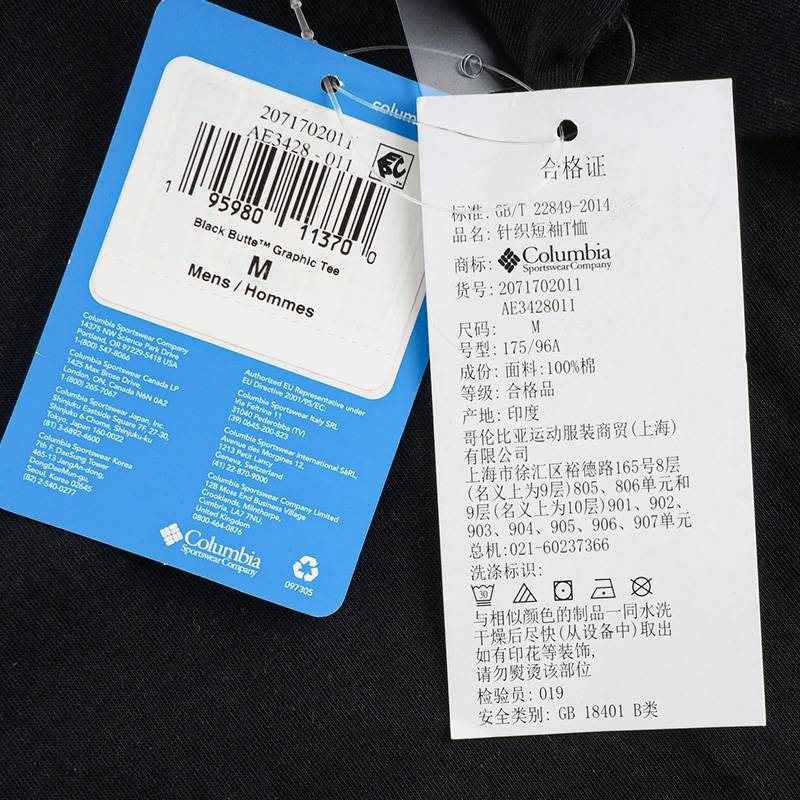 colum
2071702011
AE3428 - 011
1 95980 11370 0
Black Butte™ Graphic Tee
M
Mens / Hommes
Columbia Sportswear Company
14375 NW Science Park Drive
Portland, OR 97229-5418 USA
1-(800) 547-8066
Columbia Sportswear Canada LP
1425 Max Brose Drive,
London, ON, Canada N6N 0A2
1-(800) 265-7067
Columbia Sportswear Japan, Inc.
Shinjuku Eastside Square 7F, 27-30,
Shinjuku 6-Chome, Shinjuku-ku
Tokyo, Japan 160-0022
(81) 3-6892-4600
Columbia Sportswear Korea
7th F. DaeSung Tower
465-13 JangAn-dong,
DongDaeMun-gu,
Seoul, Korea 02645
(82) 2-540-0277
Authorized EU Representative under
EU Directive 2001/95/EC:
Columbia Sportswear Italy SRL
Via Feltrina 11
31040 Pederobba (TV)
(39) 0645-200-823
Columbia Sportswear International SàRL,
Avenue des Morgines 12,
1213 Petit Lancy
Geneva, Switzerland
(41) 22-870-9000
Columbia Sportswear Company Limited
12B Moss End Business Village
Crooklands, Milnthorpe,
Cumbria, LA7 7NU,
United Kingdom
0800-464-0876
Columbia
Sportswear Company
097305
合格证
标准: GB/T 22849-2014
品名: 针织短袖T恤
商标: Columbia
Sportswear Company
货号: 2071702011
AE3428011
尺码: M
号型: 175/96A
成份: 面料:100%棉
等级: 合格品
产地: 印度
哥伦比亚运动服装商贸(上海)
有限公司
上海市徐汇区裕德路165号8层
(名义上为9层)805、806单元和
9层(名义上为10层)901、902、
903、904、905、906、907单元
总机:021-60237366
洗涤标识:
30
与相似颜色的制品一同水洗
干燥后尽快(从设备中)取出
如有印花等装饰,
请勿熨烫该部位
检验员: 019
安全类别: GB 18401 B类